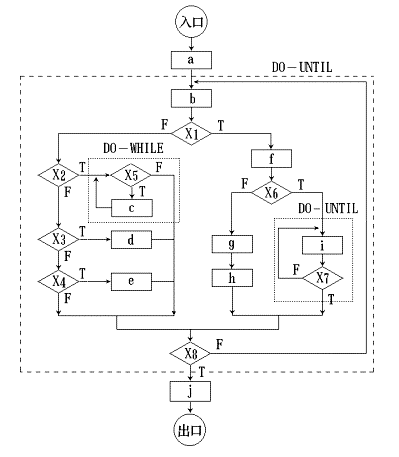 入口
a
DO-UNTIL
b
F X1 T
DO-WHILE
f
X2 T X5 F
F T
c
F X6 T
DO-UNTIL
X3 T d
F
g
i
X4 T e
F
h
F X7
T
X8 F
T
j
出口